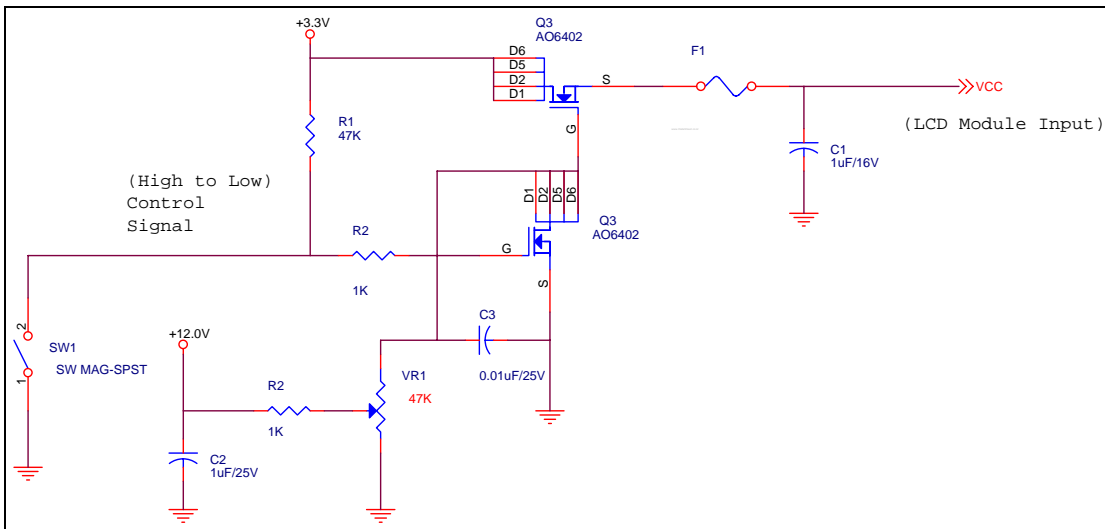 +3.3V
Q3
AO6402
D6
D5
D2
D1
S
G
F1
VCC
(LCD Module Input)
R1
47K
C1
1uF/16V
(High to Low)
Control
Signal
D1
D2
D5
D6
Q3
AO6402
R2
1K
G
S
2
1
SW1
SW MAG-SPST
+12.0V
C3
0.01uF/25V
R2
1K
VR1
47K
C2
1uF/25V